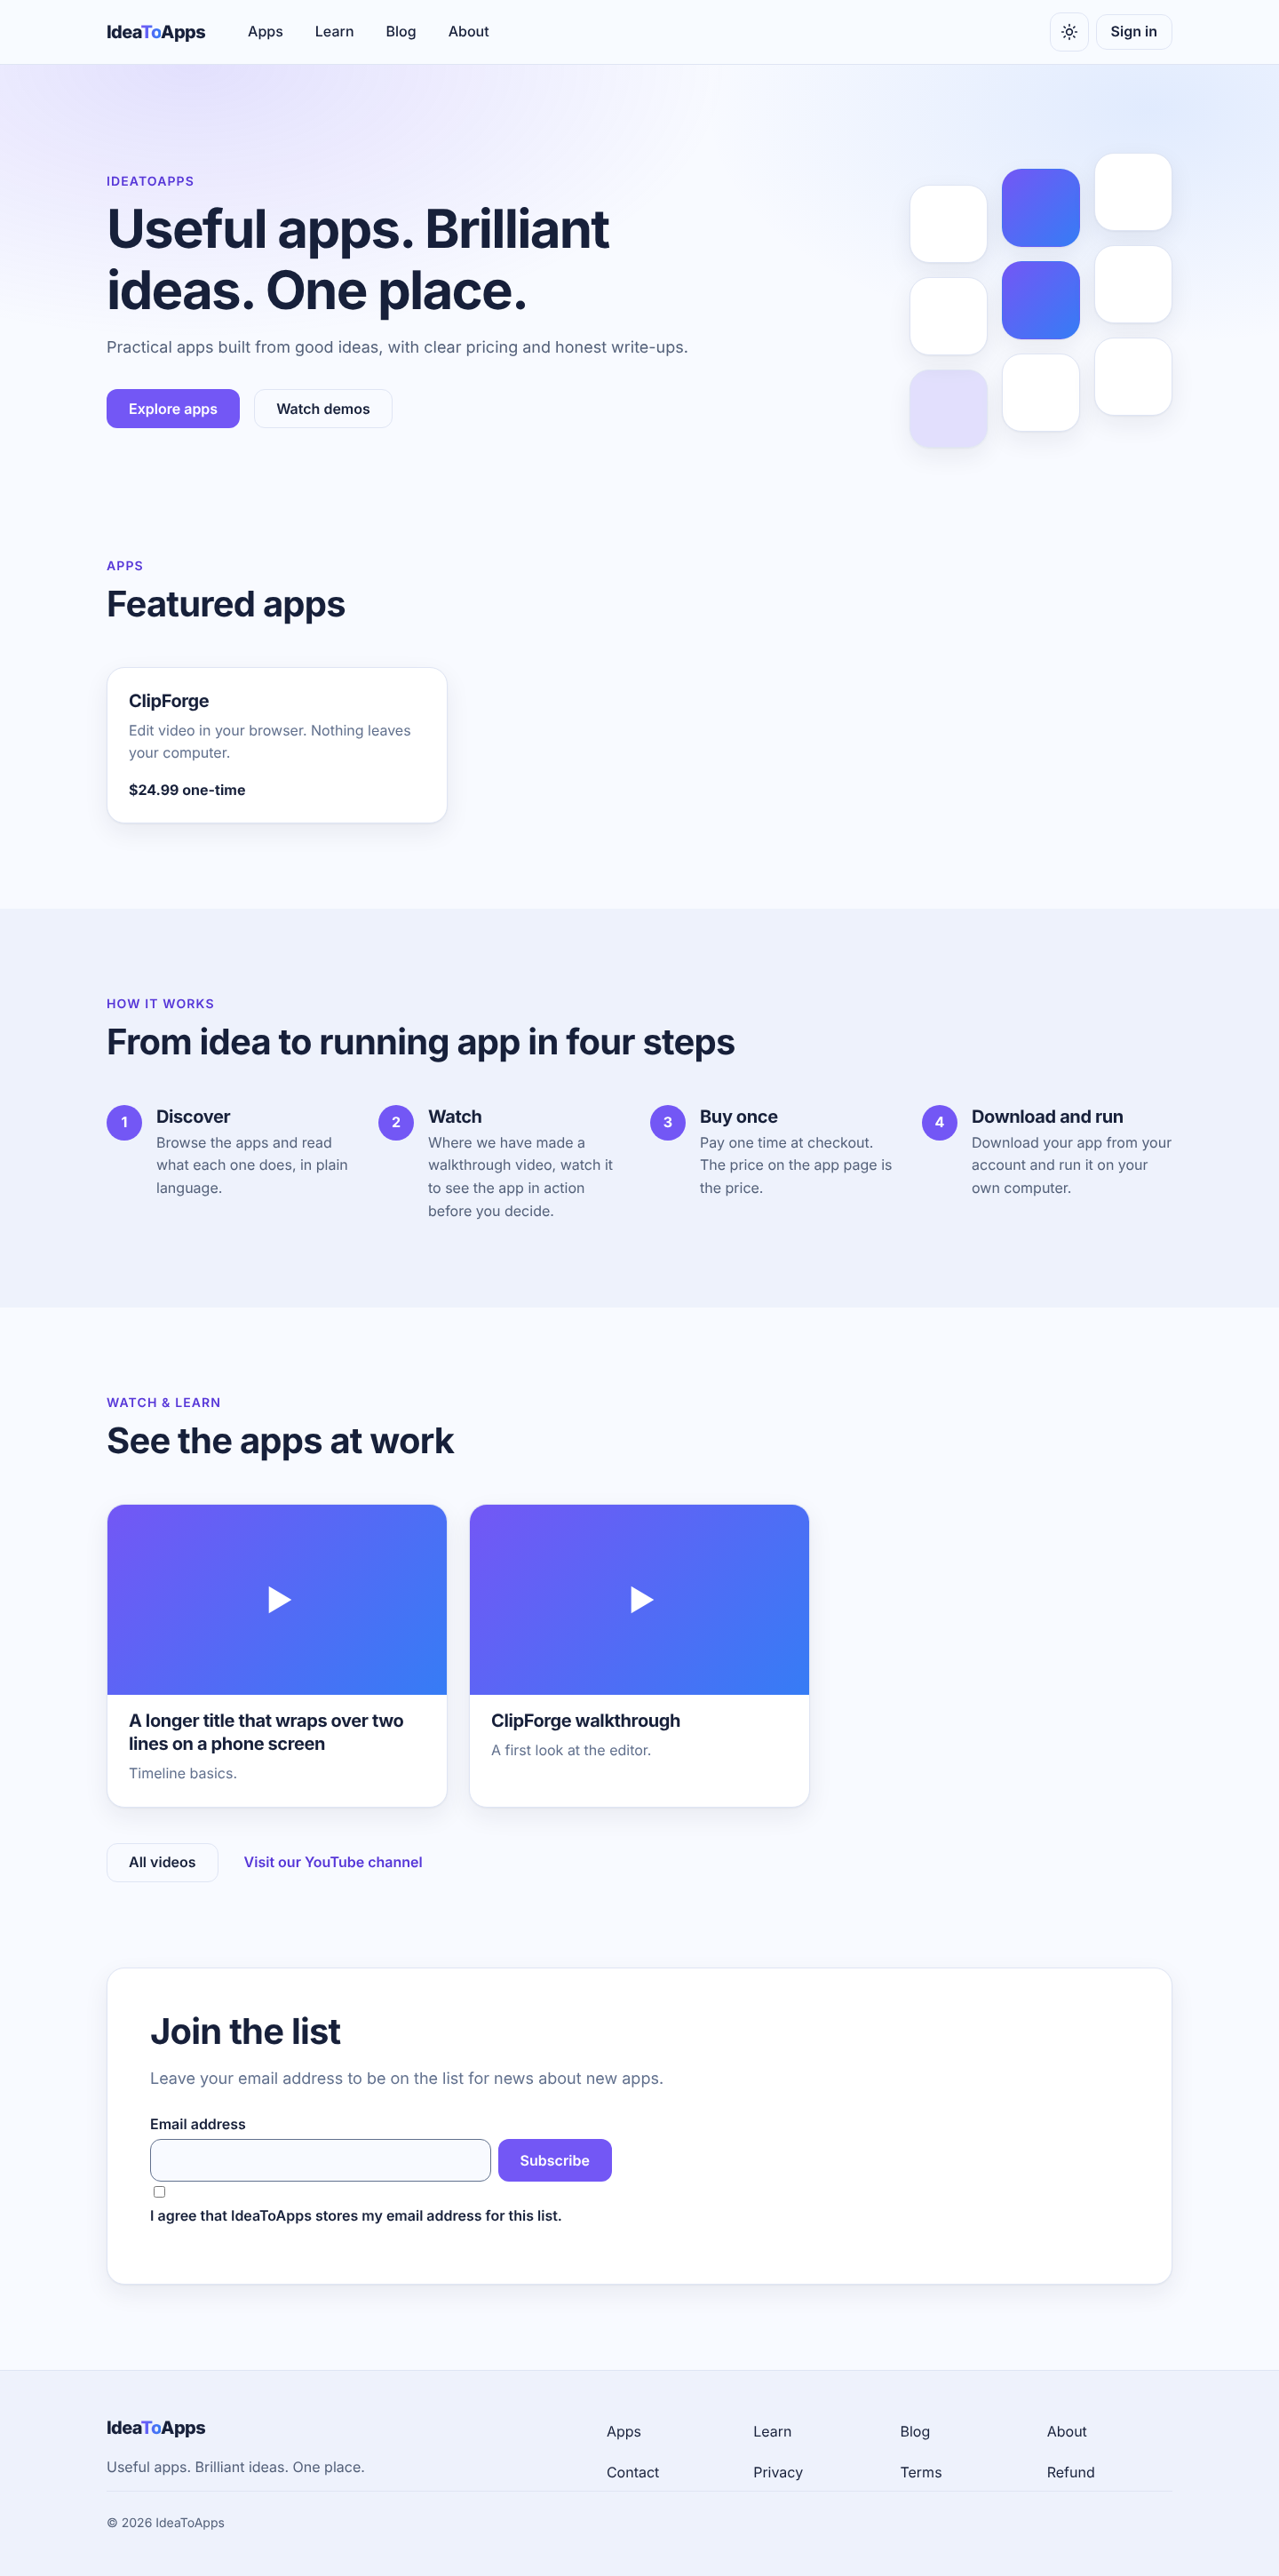 IdeaToApps
Apps
Learn
Blog
About
Sign in
IDEATOAPPS
Useful apps. Brilliant
ideas. One place.
Practical apps built from good ideas, with clear pricing and honest write-ups.
Explore apps
Watch demos
APPS
Featured apps
ClipForge
Edit video in your browser. Nothing leaves
your computer.
$24.99 one-time
HOW IT WORKS
From idea to running app in four steps
1
Discover
Browse the apps and read
what each one does, in plain
language.
2
Watch
Where we have made a
walkthrough video, watch it
to see the app in action
before you decide.
3
Buy once
Pay one time at checkout.
The price on the app page is
the price.
4
Download and run
Download your app from your
account and run it on your
own computer.
WATCH & LEARN
See the apps at work
A longer title that wraps over two
lines on a phone screen
Timeline basics.
ClipForge walkthrough
A first look at the editor.
All videos
Visit our YouTube channel
Join the list
Leave your email address to be on the list for news about new apps.
Email address
Subscribe
I agree that IdeaToApps stores my email address for this list.
IdeaToApps
Useful apps. Brilliant ideas. One place.
Apps
Learn
Blog
About
Contact
Privacy
Terms
Refund
© 2026 IdeaToApps